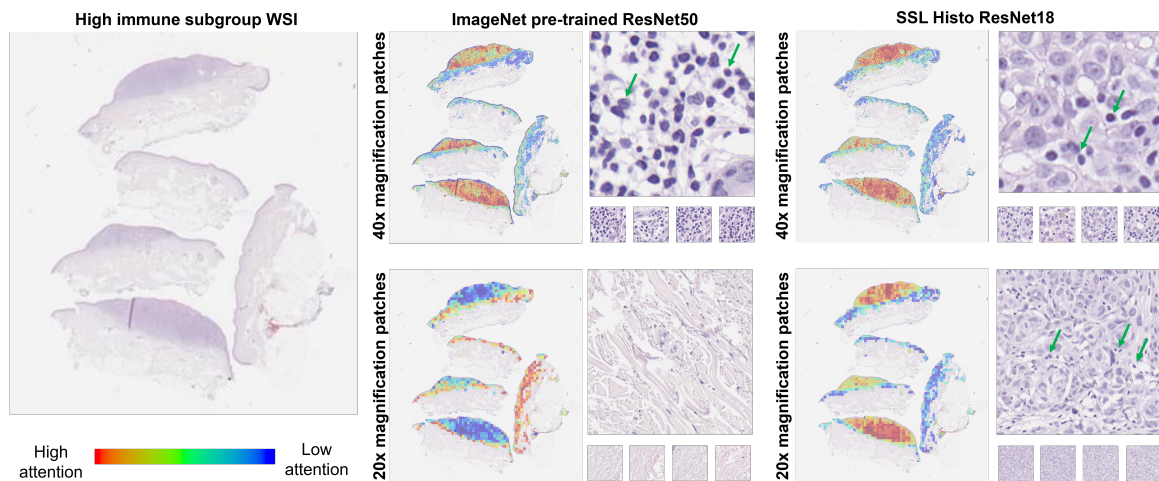 High immune subgroup WSI
ImageNet pre-trained ResNet50
SSL Histo ResNet18
40x magnification patches
40x magnification patches
20x magnification patches
20x magnification patches
High
attention
Low
attention